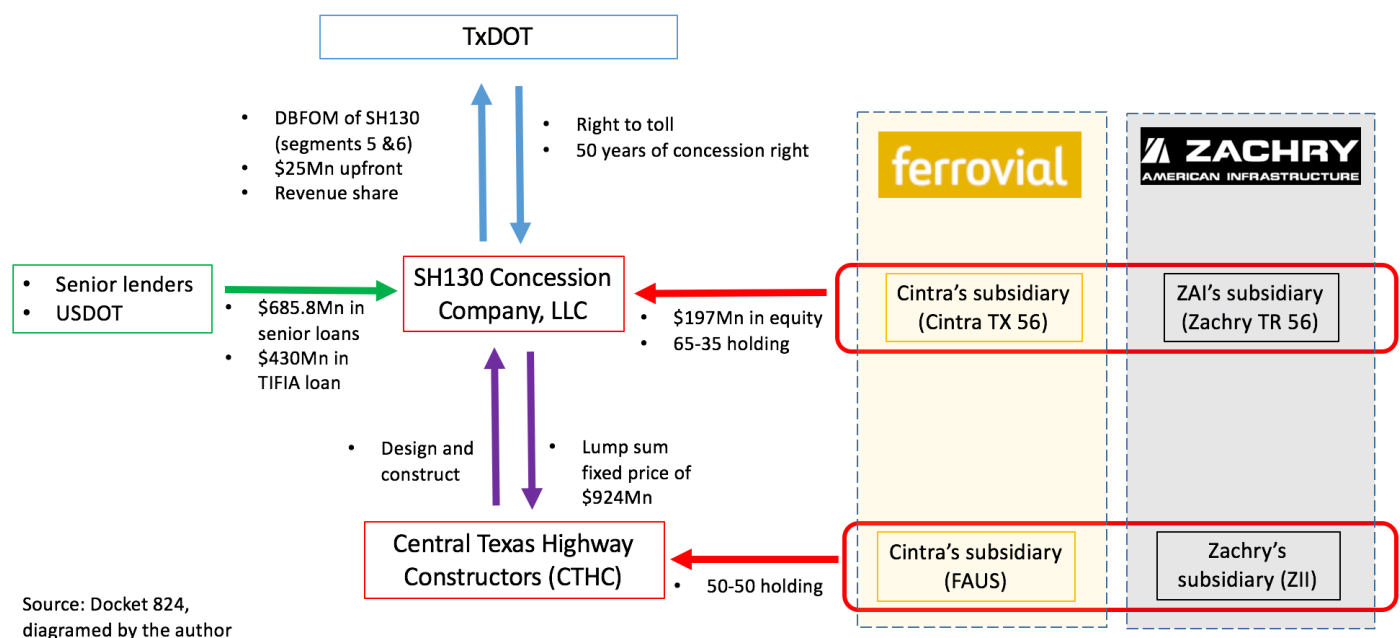 TxDOT
• DBFOM of SH130
(segments 5 &6)
• $25Mn upfront
• Revenue share
• Right to toll
• 50 years of concession right
ferrovial
ZACHRY
AMERICAN INFRASTRUCTURE
• Senior lenders
• USDOT
• $685.8Mn in
senior loans
• $430Mn in
TIFIA loan
SH130 Concession
Company, LLC
• $197Mn in equity
• 65-35 holding
Cintra’s subsidiary
(Cintra TX 56)
ZAI’s subsidiary
(Zachry TR 56)
• Design and
construct
• Lump sum
fixed price of
$924Mn
Central Texas Highway
Constructors (CTHC)
• 50-50 holding
Cintra’s subsidiary
(FAUS)
Zachry’s
subsidiary (ZII)
Source: Docket 824,
diagramed by the author